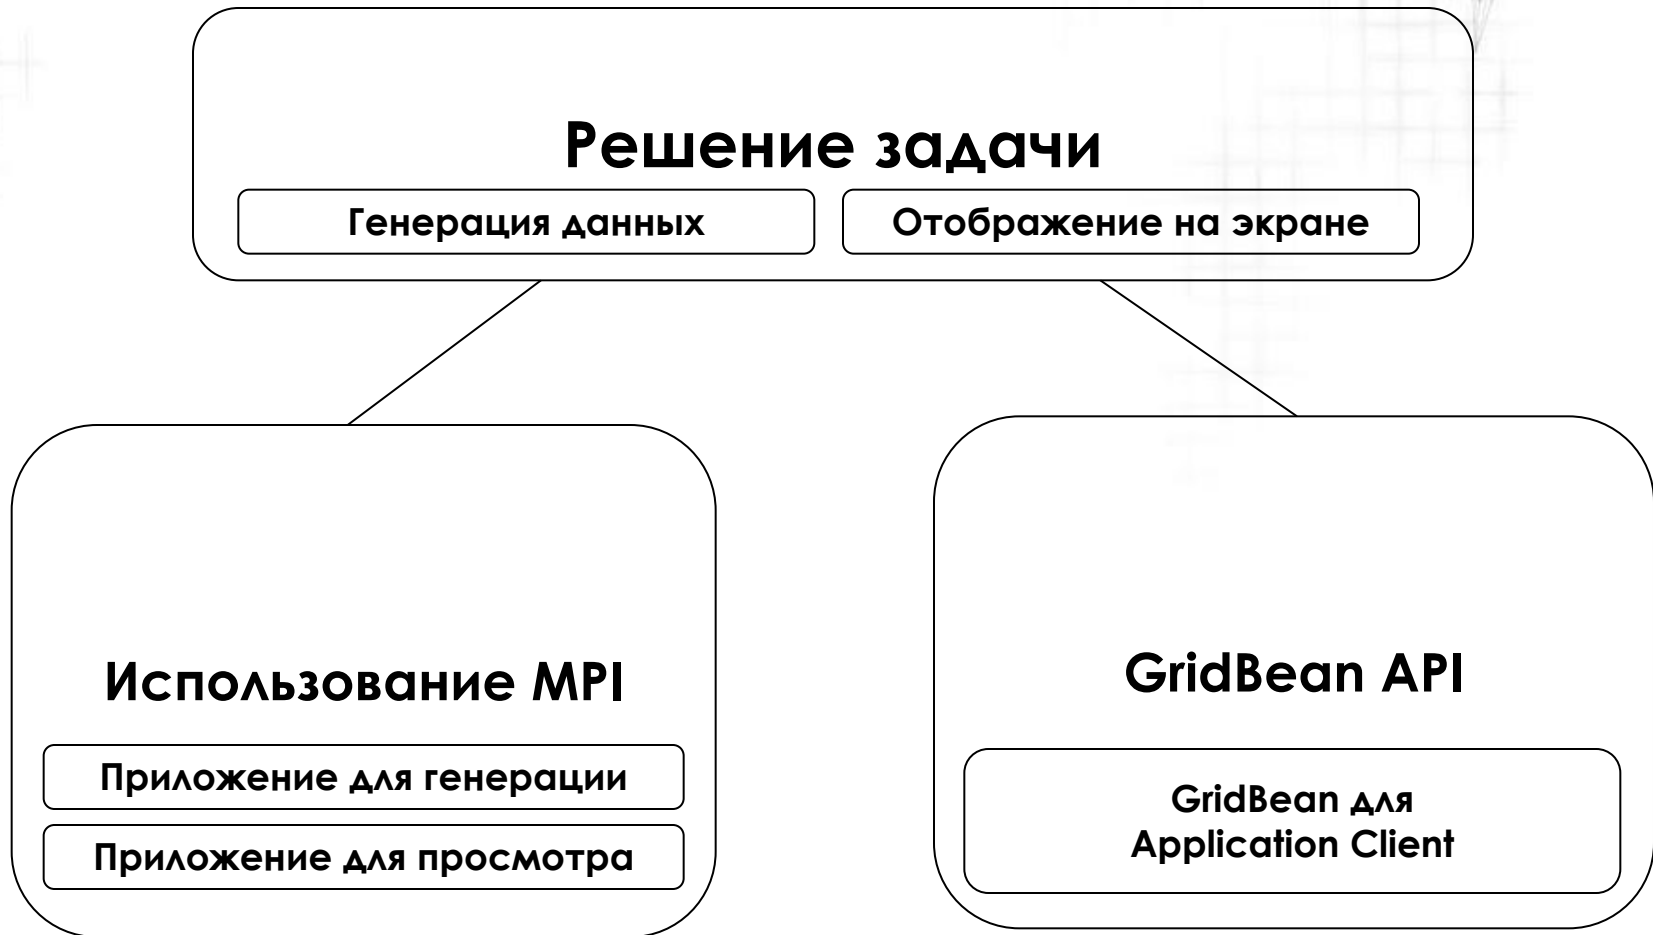 Решение задачи
Генерация данных
Отображение на экране
Использование MPI
Приложение для генерации
Приложение для просмотра
GridBean API
GridBean для
Application Client